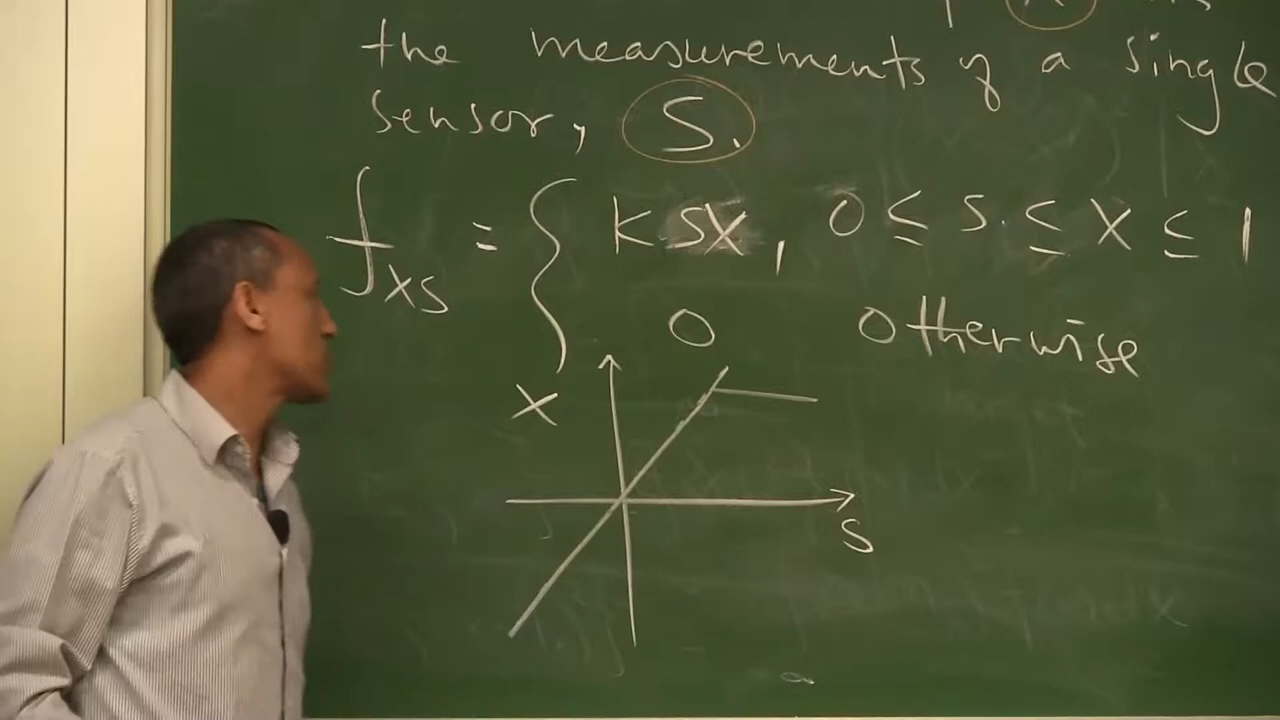 the measurements of a single
sensor, S.
f_XS = { KSX, 0 ≤ s. ≤ X ≤ 1
0 otherwise
X
S